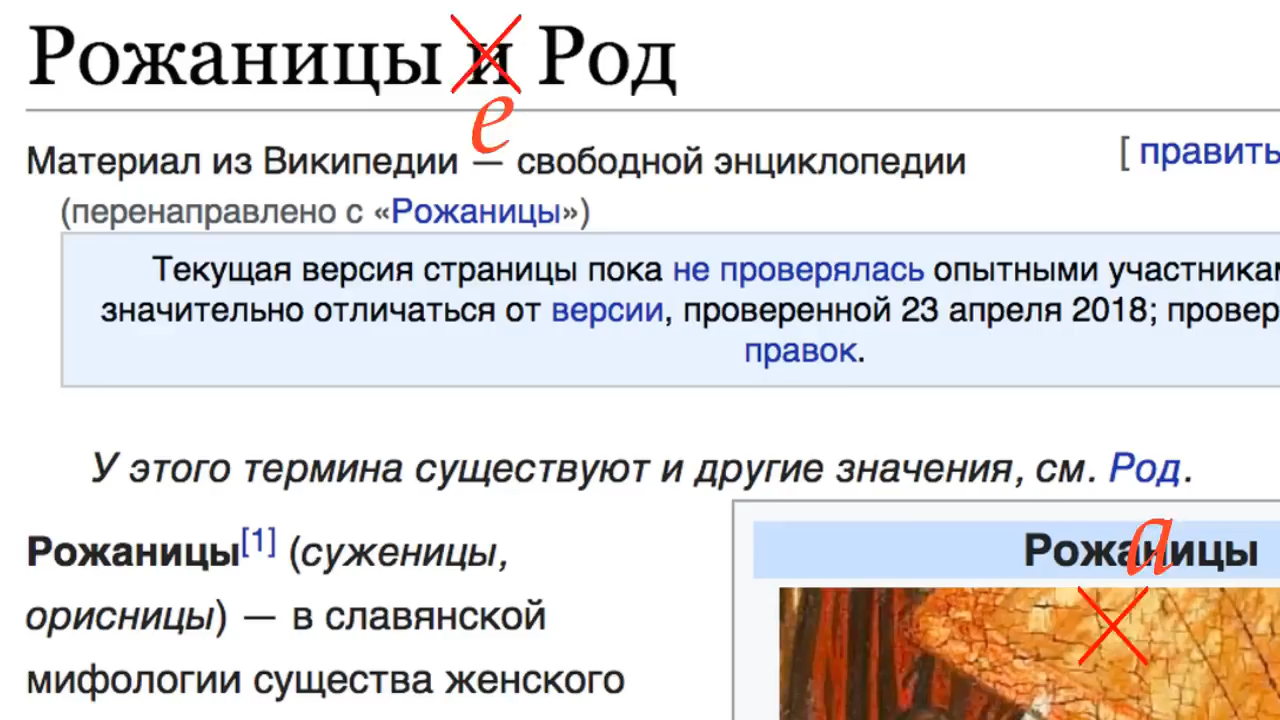 Рожаницы и Род
е
Материал из Википедии — свободной энциклопедии
[ править
(перенаправлено с «Рожаницы»)
Текущая версия страницы пока не проверялась опытными участникам
значительно отличаться от версии, проверенной 23 апреля 2018; провер
правок.
У этого термина существуют и другие значения, см. Род.
Рожаницы[1] (суженицы,
орисницы) — в славянской
мифологии существа женского
а
Рожаницы